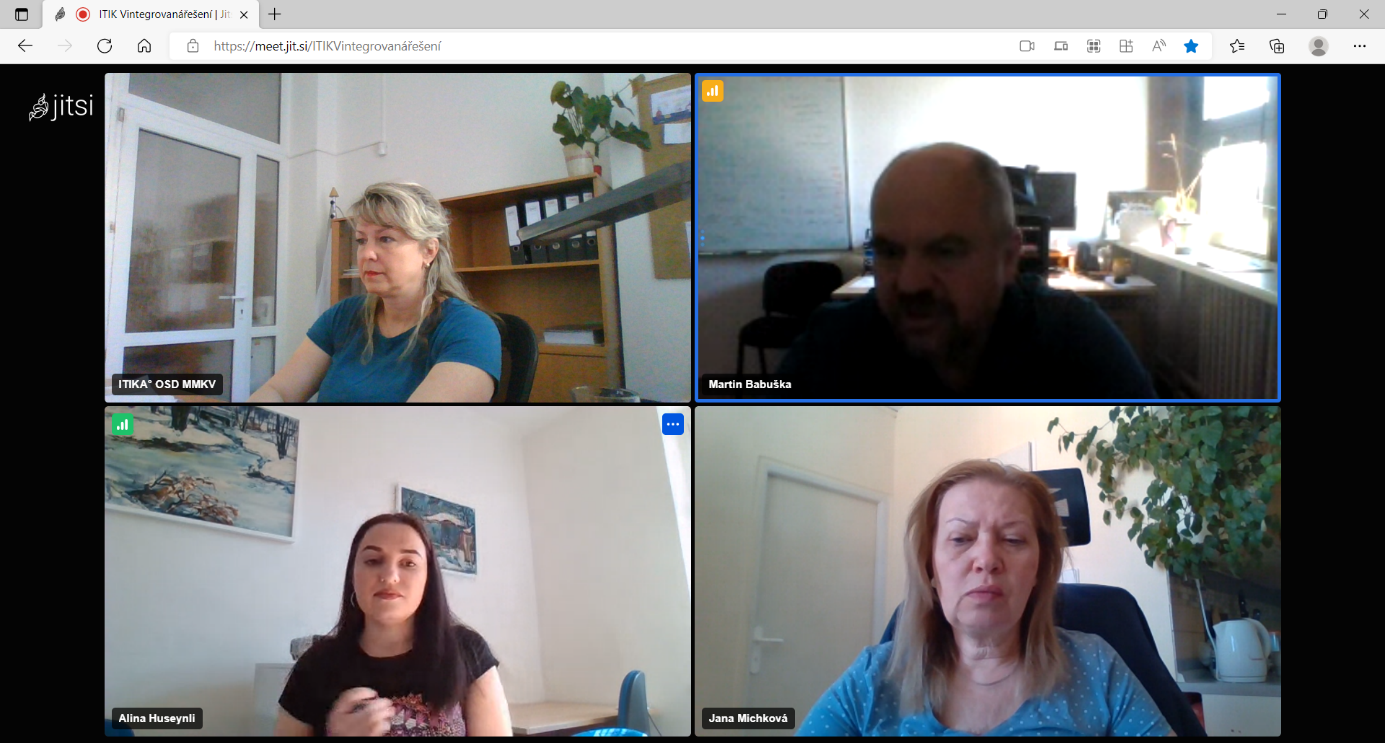 ITIK Vintegrovanářešení | Jit
https://meet.jit.si/ITIKVintegrovanářešení
jitsi
ITIKA° OSD MMKV
Martin Babuška
Alina Huseynli
Jana Michková